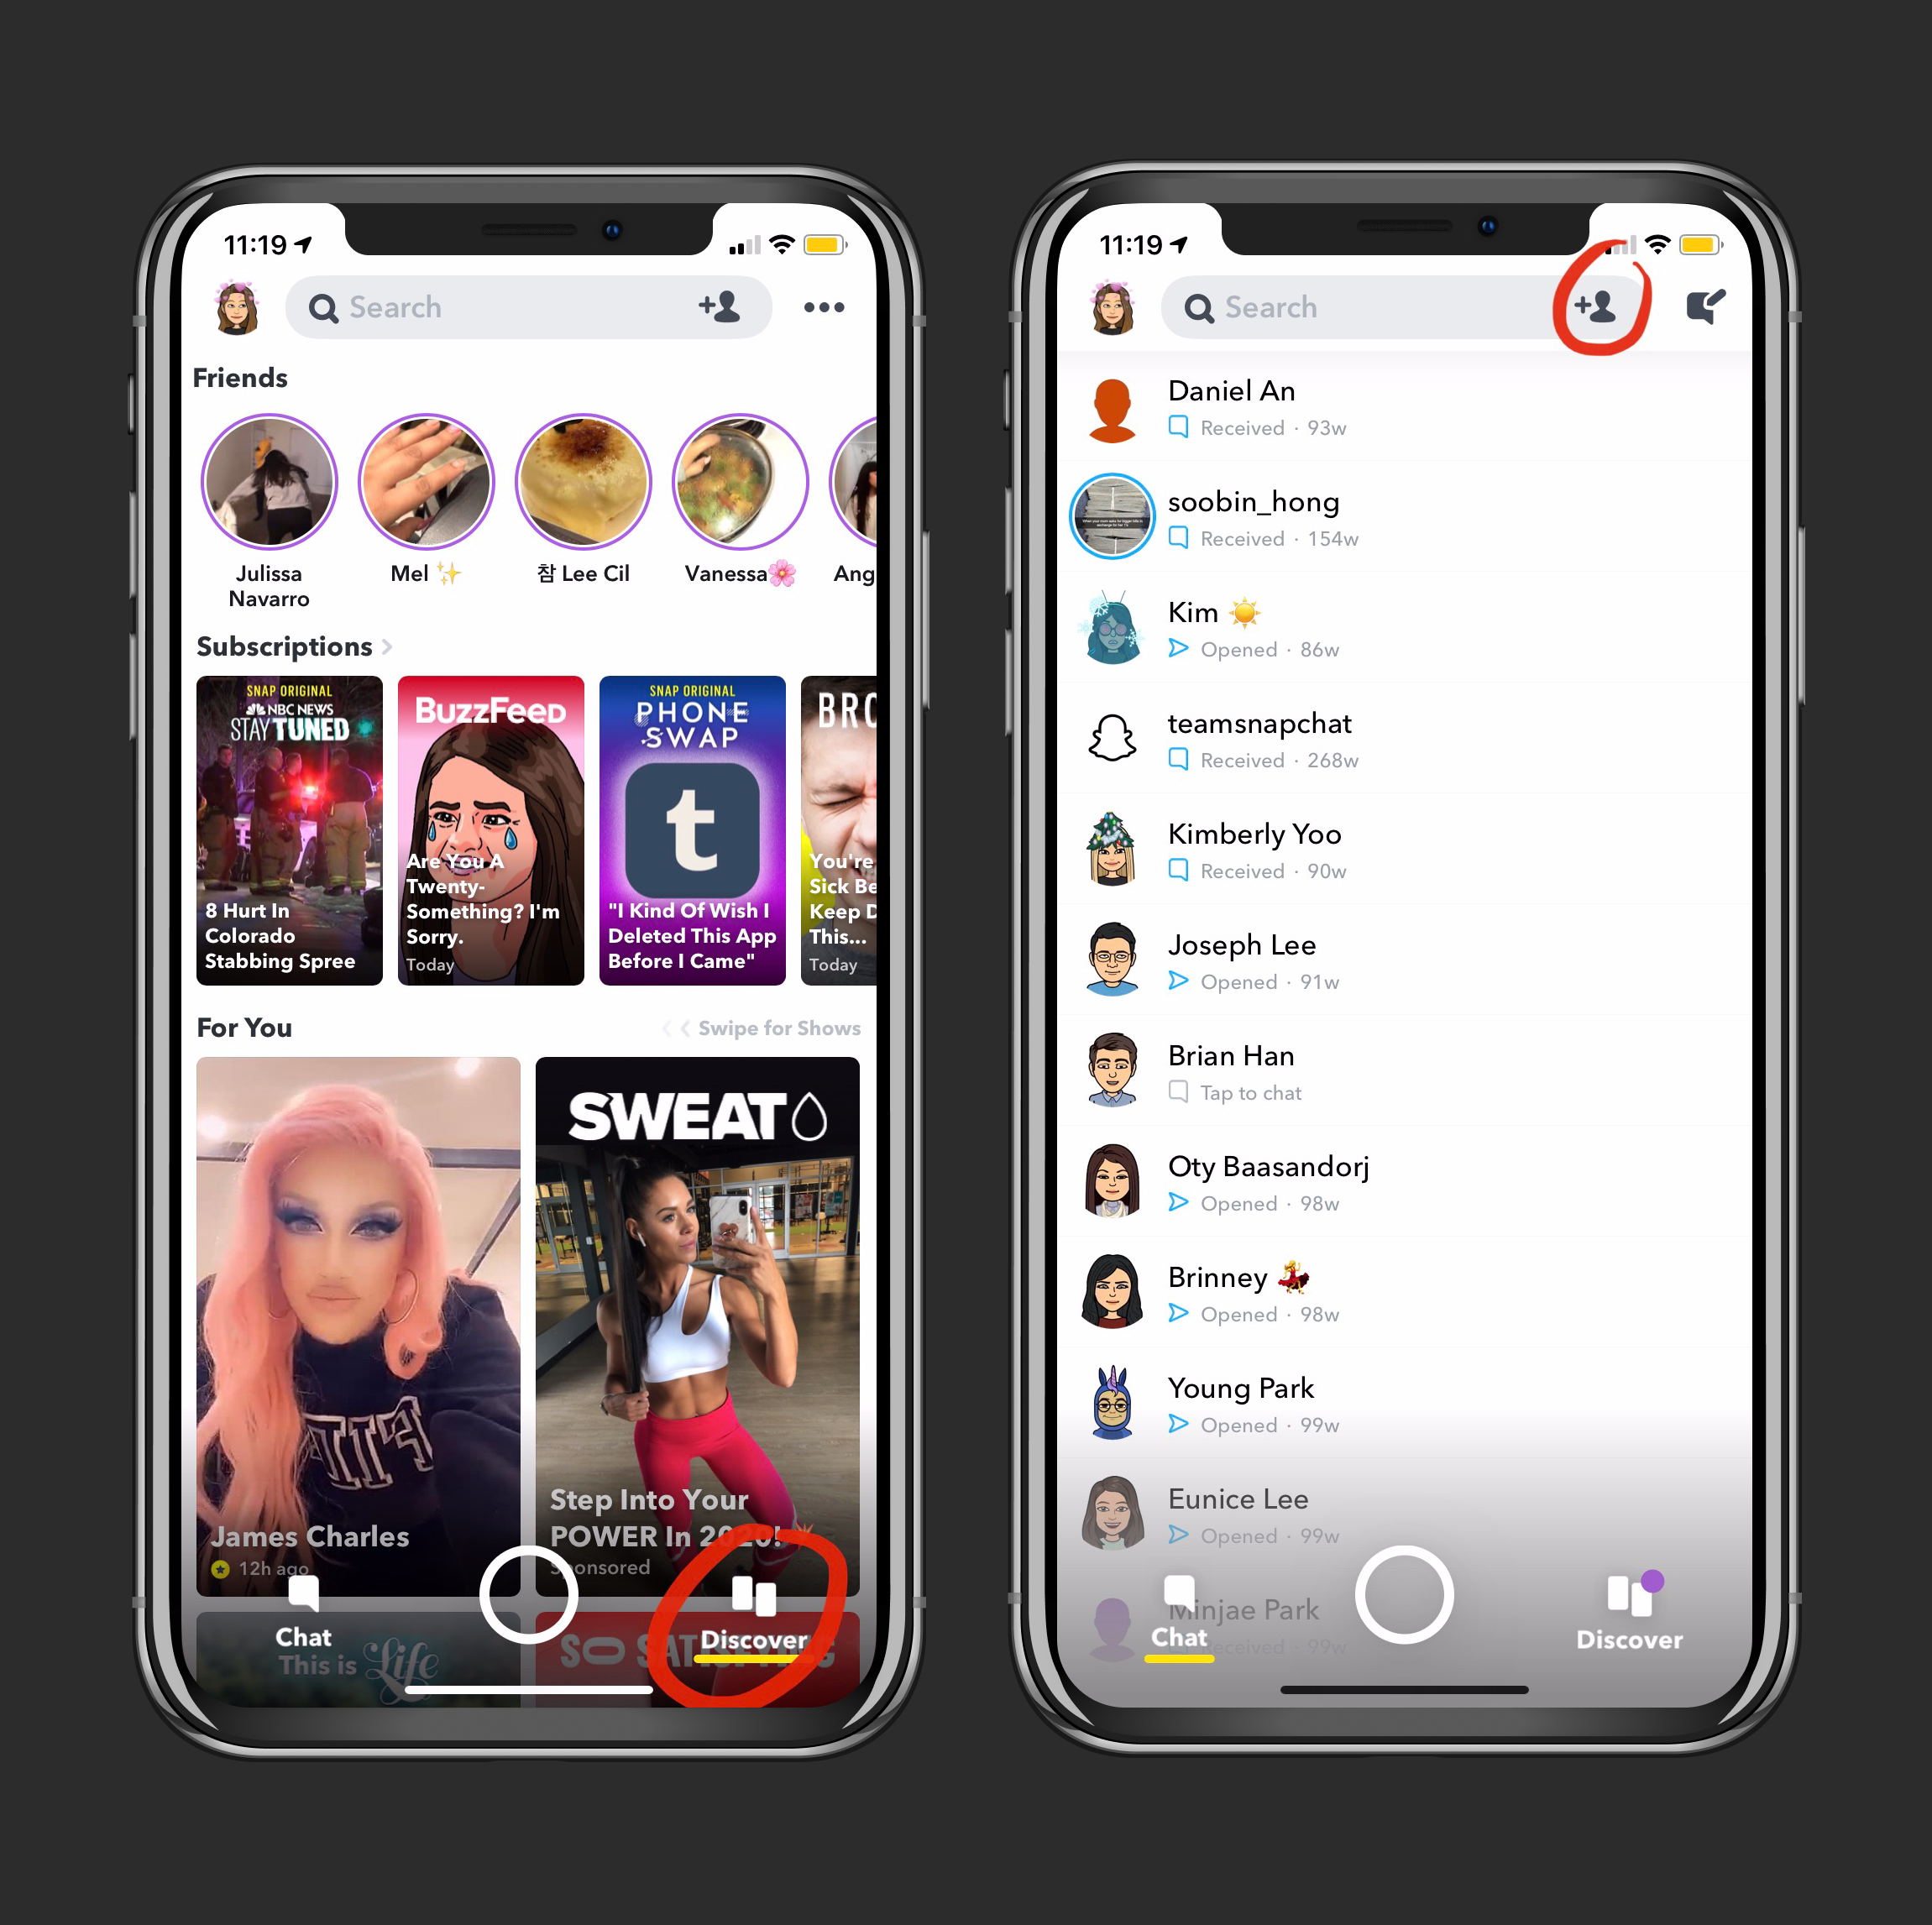 11:19
Search
Friends
Julissa
Navarro
Mel ✨
참 Lee Cil
Vanessa🌸
Ang
Subscriptions >
SNAP ORIGINAL
NBC NEWS
STAY TUNED
8 Hurt In
Colorado
Stabbing Spree
BuzzFeed
Are You A
Twenty-
Something? I'm
Sorry.
Today
SNAP ORIGINAL
PHONE
SWAP
t
"I Kind Of Wish I
Deleted This App
Before I Came"
BRO
You're
Sick Be
Keep D
This...
Today
For You
Swipe for Shows
James Charles
12h ago
SWEAT
Step Into Your
POWER In 2020!
Sponsored
Chat
Discover
This is Life
11:19
Search
Daniel An
Received · 93w
soobin_hong
Received · 154w
Kim ☀️
Opened · 86w
teamsnapchat
Received · 268w
Kimberly Yoo
Received · 90w
Joseph Lee
Opened · 91w
Brian Han
Tap to chat
Oty Baasandorj
Opened · 98w
Brinney 💃
Opened · 98w
Young Park
Opened · 99w
Eunice Lee
Opened · 99w
Minjae Park
Received · 99w
Chat
Discover